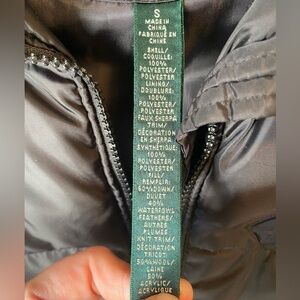 S
MADE IN
CHINA
FABRIQUÉ EN
CHINE
SHELL/
COQUILLE:
100%
POLYESTER/
POLYESTER
LINING/
DOUBLURE:
100%
POLYESTER/
POLYESTER
FAUX SHERPA
TRIM/
DÉCORATION
EN SHERPA
SYNTHÉTIQUE:
100%
POLYESTER/
POLYESTER
FILL/
REMPLIR:
60% DOWN/
DUVET
40%
WATERFOWL
FEATHERS/
AUTRES
PLUMES
KNIT TRIM/
DÉCORATION
TRICOT:
50% WOOL/
LAINE
50%
ACRYLIC/
ACRYLIQUE